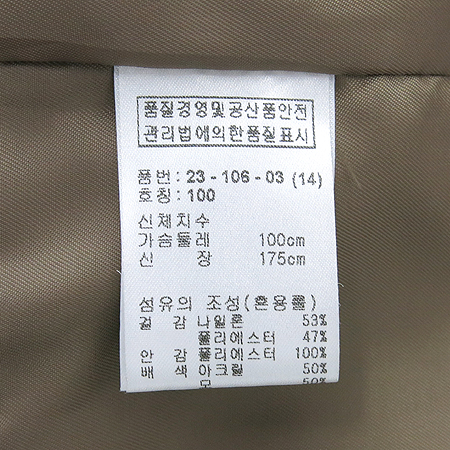 품질경영및공산품안전
관리법에의한품질표시
품번: 23-106-03 (14)
호칭: 100
신체치수
가슴둘레 100cm
신 장 175cm
섬유의 조성(혼용률)
겉 감 나일론 53%
폴리에스터 47%
안 감 폴리에스터 100%
배 색 아크릴 50%
모 50%